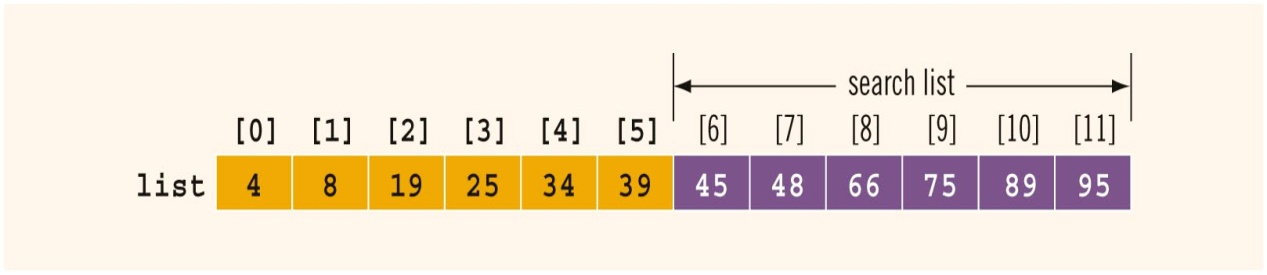 search list
[0] [1] [2] [3] [4] [5] [6] [7] [8] [9] [10] [11]
list 4 8 19 25 34 39 45 48 66 75 89 95